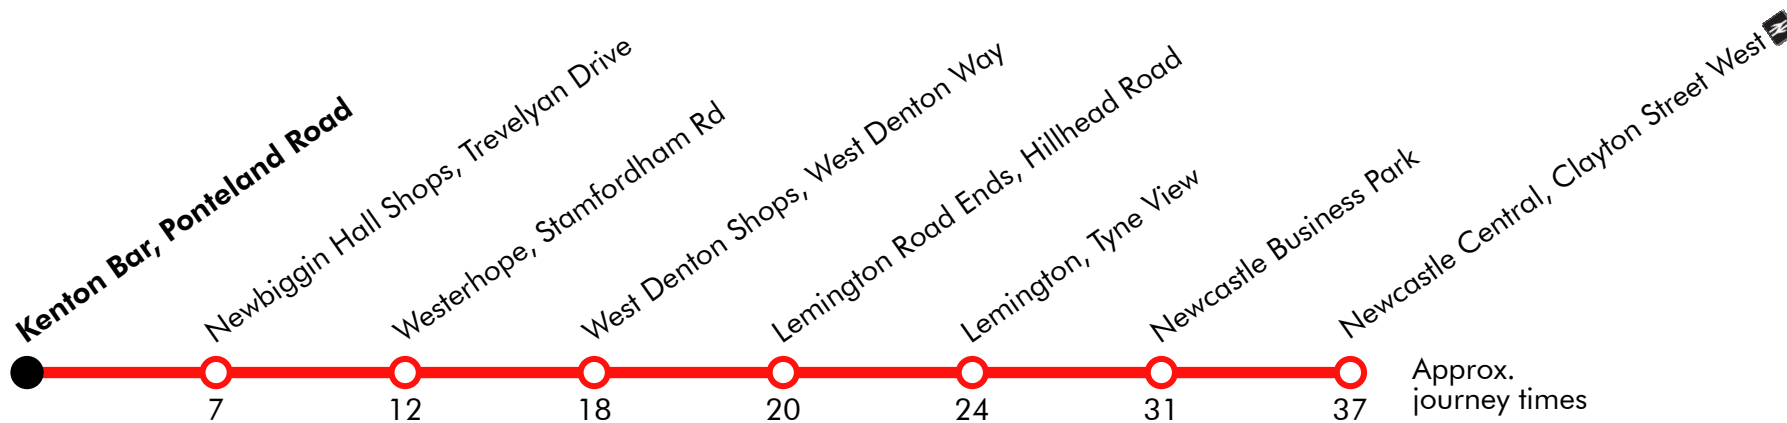 Kenton Bar, Ponteland Road
Newbiggin Hall Shops, Trevelyan Drive
Westerhope, Stamfordham Rd
West Denton Shops, West Denton Way
Lemington Road Ends, Hillhead Road
Lemington, Tyne View
Newcastle Business Park
Newcastle Central, Clayton Street West
7
12
18
20
24
31
37
Approx.
journey times